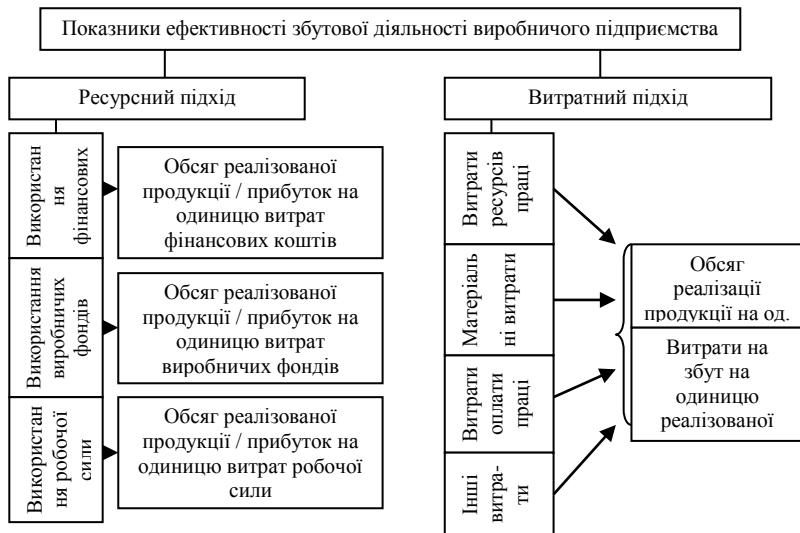 Показники ефективності збутової діяльності виробничого підприємства
Ресурсний підхід
Витратний підхід
Використан
ня
фінансових
Обсяг реалізованої
продукції / прибуток на
одиницю витрат
фінансових коштів
Використання
виробничих
фондів
Обсяг реалізованої
продукції / прибуток на
одиницю витрат
виробничих фондів
Використан
ня робочої
сили
Обсяг реалізованої
продукції / прибуток на
одиницю витрат робочої
сили
Витрати
ресурсів
праці
Матеріаль
ні витрати
Витрати
оплати
праці
Інші
витра-
ти
Обсяг
реалізації
продукції на од.
Витрати на
збут на
одиницю
реалізованої